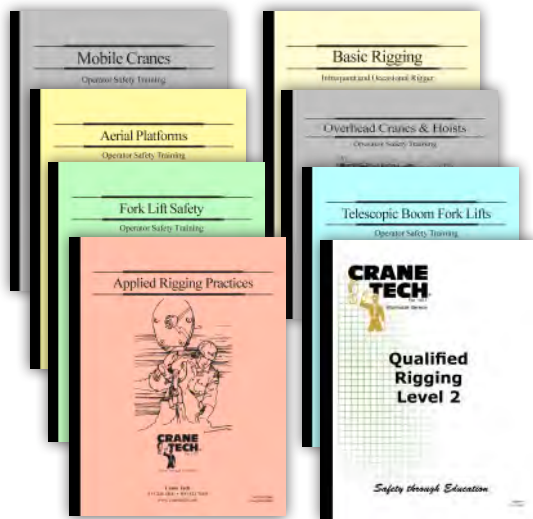 Mobile Cranes
Operator Safety Training
Aerial Platforms
Operator Safety Training
Fork Lift Safety
Operator Safety Training
Applied Rigging Practices
CRANE
TECH
Crane Tech
Basic Rigging
Infrequent and Occasional Rigger
Overhead Cranes & Hoists
Operator Safety Training
Telescopic Boom Fork Lifts
Operator Safety Training
CRANE
TECH
Qualified
Rigging
Level 2
Safety through Education